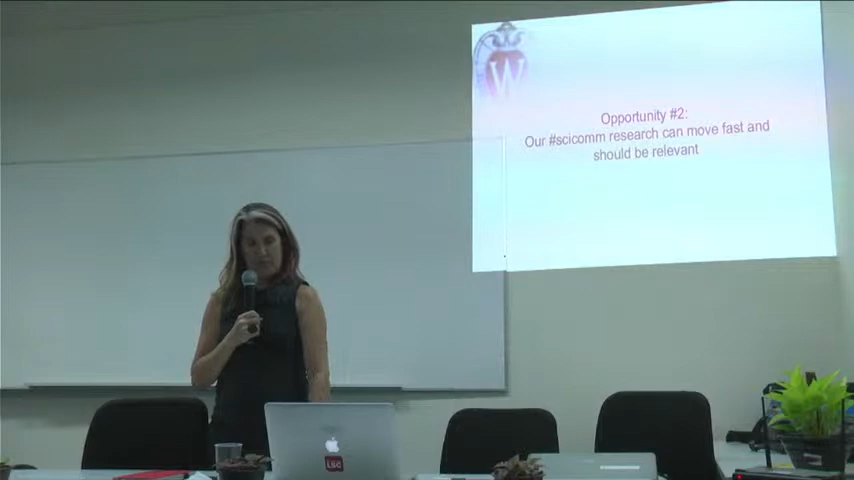 W
Opportunity #2:
Our #scicomm research can move fast and
should be relevant